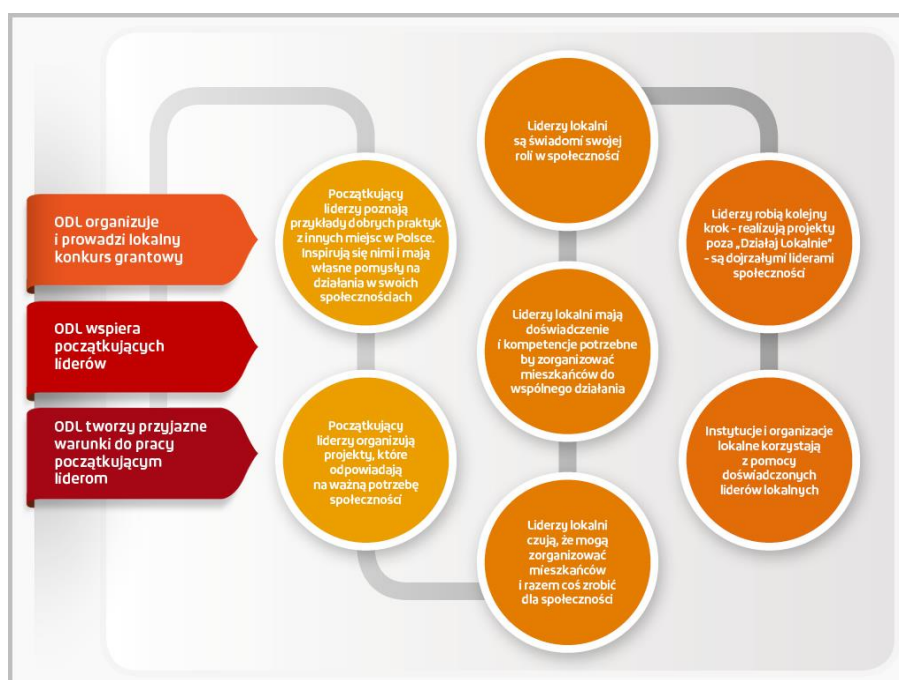 ODL organizuje
i prowadzi lokalny
konkurs grantowy
ODL wspiera
początkujących
liderów
ODL tworzy przyjazne
warunki do pracy
początkującym
liderom
Początkujący
liderzy poznają
przykłady dobrych praktyk
z innych miejsc w Polsce.
Inspirują się nimi i mają
własne pomysły na
działania w swoich
społecznościach
Początkujący
liderzy organizują
projekty, które
odpowiadają
na ważną potrzebę
społeczności
Liderzy lokalni
czują, że mogą
zorganizować
mieszkańców
i razem coś zrobić
dla społeczności
Liderzy lokalni mają
doświadczenie
i kompetencje potrzebne
by zorganizować
mieszkańców do
wspólnego działania
Liderzy lokalni
są świadomi swojej
roli w społeczności
Liderzy robią kolejny
krok - realizują projekty
poza „Działaj Lokalnie”
- są dojrzałymi liderami
społeczności
Instytucje i organizacje
lokalne korzystają
z pomocy
doświadczonych
liderów lokalnych